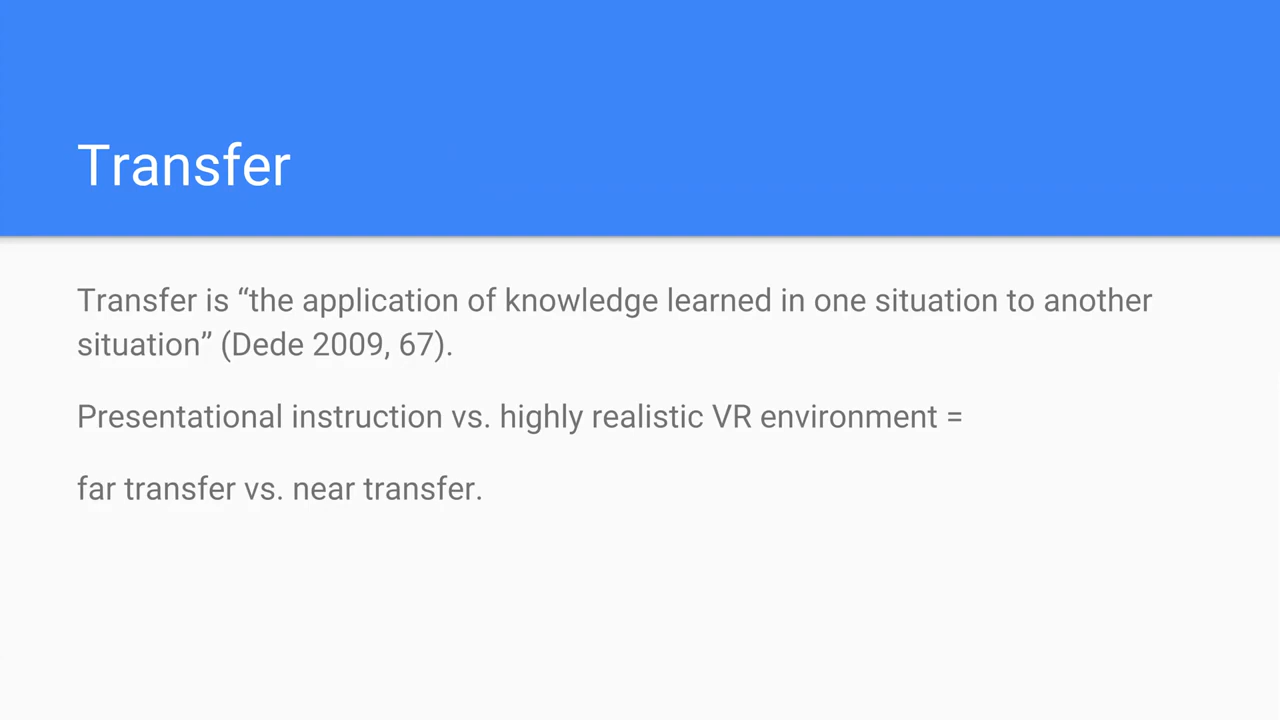 Transfer
Transfer is “the application of knowledge learned in one situation to another
situation” (Dede 2009, 67).
Presentational instruction vs. highly realistic VR environment =
far transfer vs. near transfer.